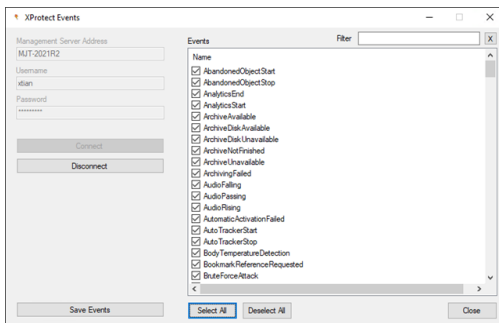 XProtect Events
Management Server Address
MJT-2021R2
Username
xtian
Password
*********
Connect
Disconnect
Save Events
Events
Filter
X
Name
AbandonedObjectStart
AbandonedObjectStop
AnalyticsEnd
AnalyticsStart
ArchiveAvailable
ArchiveDiskAvailable
ArchiveDiskUnavailable
ArchiveNotFinished
ArchiveUnavailable
ArchivingFailed
AudioFalling
AudioPassing
AudioRising
AutomaticActivationFailed
AutoTrackerStart
AutoTrackerStop
BodyTemperatureDetection
BookmarkReferenceRequested
BruteForceAttack
Select All
Deselect All
Close